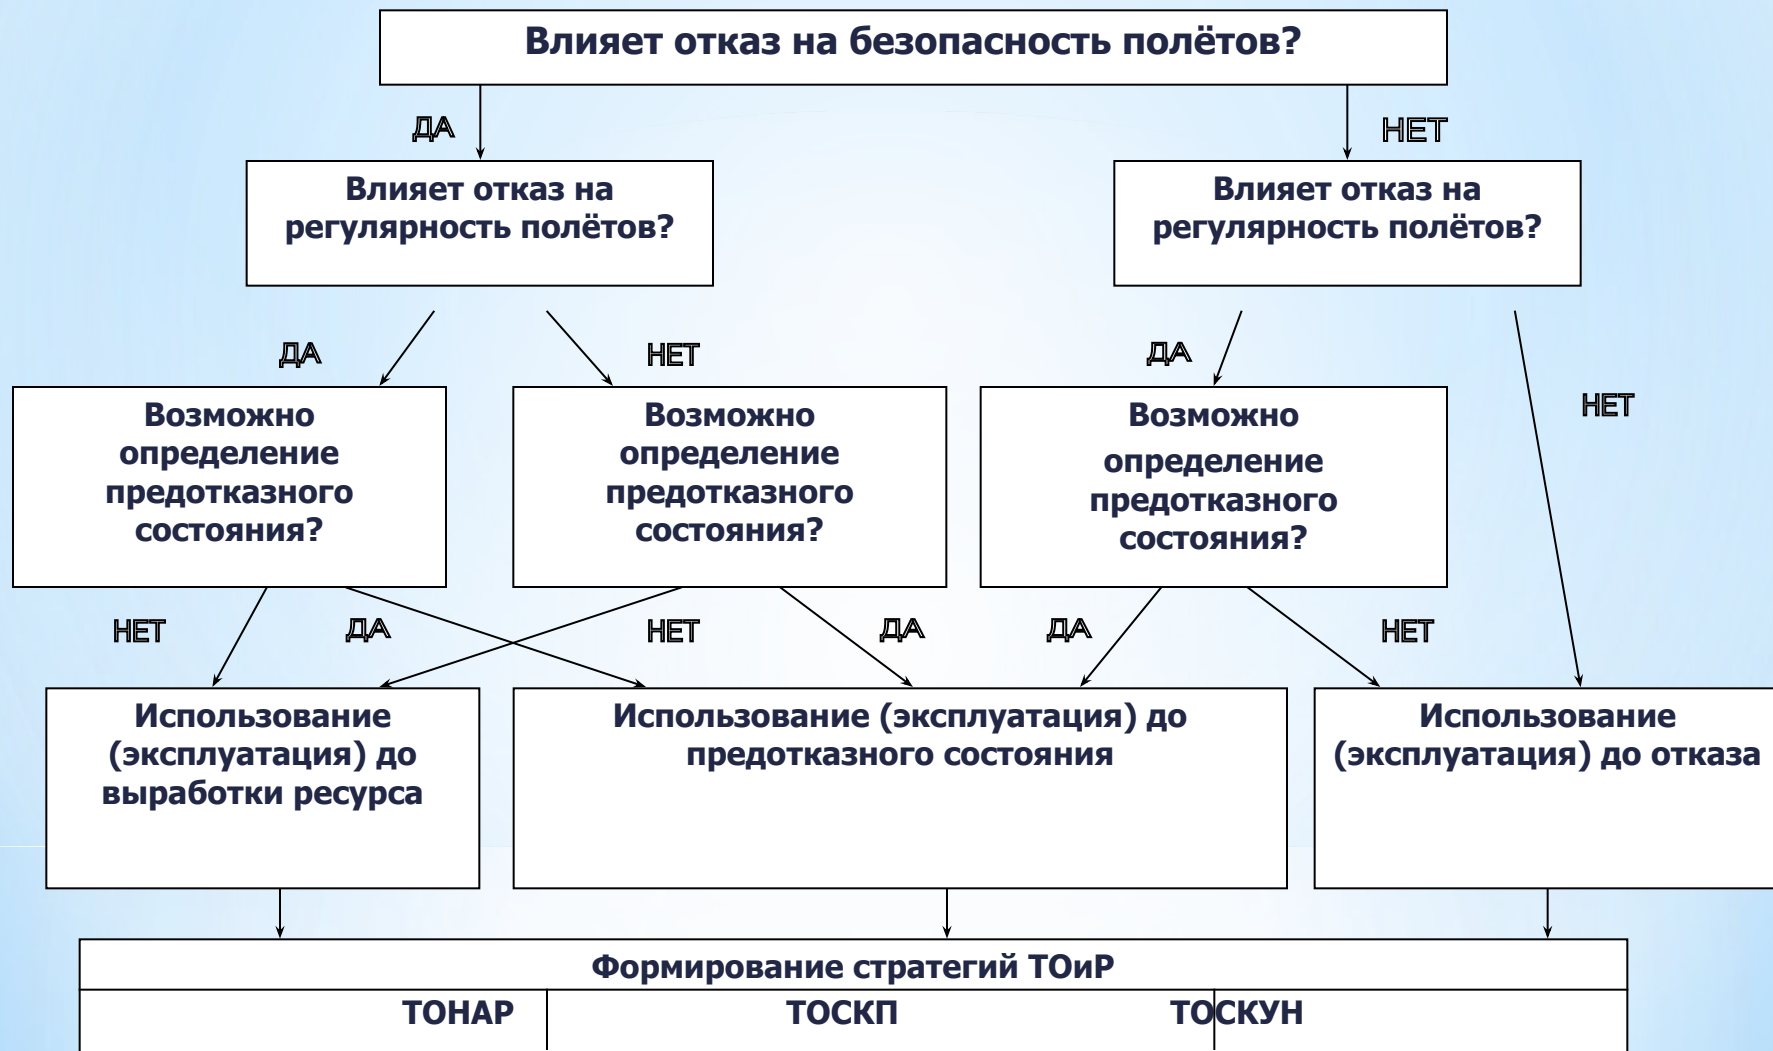 Влияет отказ на безопасность полётов?
ДА
НЕТ
Влияет отказ на
регулярность полётов?
Влияет отказ на
регулярность полётов?
ДА
НЕТ
ДА
НЕТ
Возможно
определение
предотказного
состояния?
Возможно
определение
предотказного
состояния?
Возможно
определение
предотказного
состояния?
НЕТ
ДА
НЕТ
ДА
ДА
НЕТ
Использование
(эксплуатация) до
выработки ресурса
Использование (эксплуатация) до
предотказного состояния
Использование
(эксплуатация) до отказа
Формирование стратегий ТОиР
ТОНАР
ТОСКП
ТОСКУН